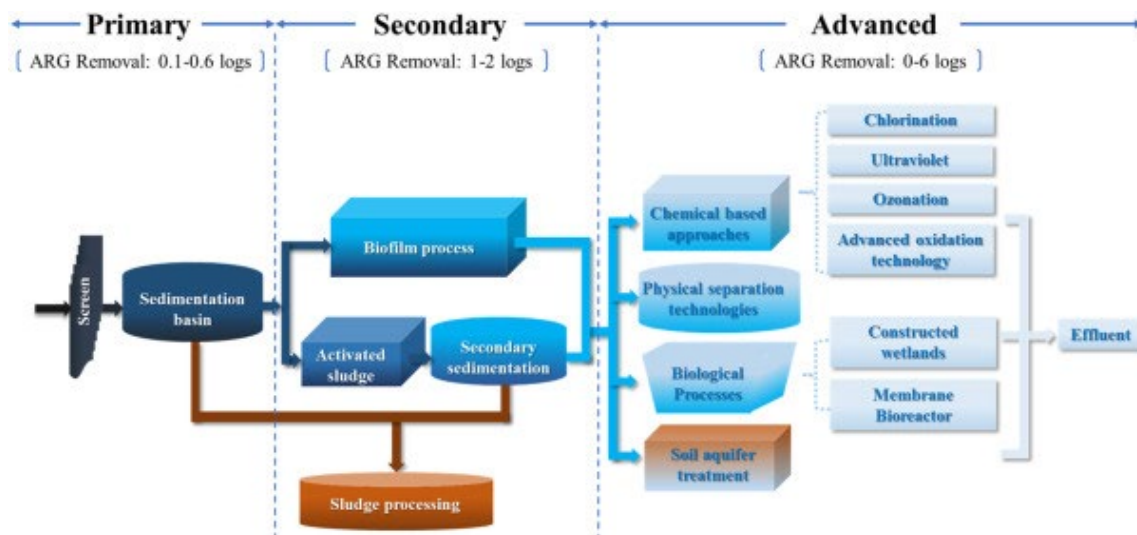 Primary
[ ARG Removal: 0.1-0.6 logs ]
Secondary
[ ARG Removal: 1-2 logs ]
Advanced
[ ARG Removal: 0-6 logs ]
Screen
Sedimentation
basin
Biofilm process
Activated
sludge
Secondary
sedimentation
Sludge processing
Chemical based
approaches
Physical separation
technologies
Biological
Processes
Soil aquifer
treatment
Chlorination
Ultraviolet
Ozonation
Advanced oxidation
technology
Constructed
wetlands
Membrane
Bioreactor
Effluent